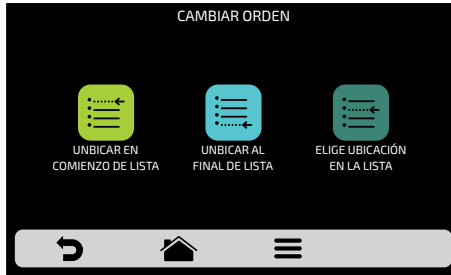 CAMBIAR ORDEN
UNBICAR EN
COMIENZO DE LISTA
UNBICAR AL
FINAL DE LISTA
ELIGE UBICACIÓN
EN LA LISTA